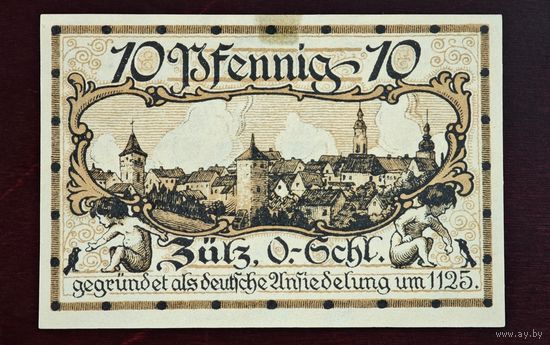 10 Pfennig 10
Zülz, O.-Schl.
gegründet als deutsche Ansiedelung um 1125.
www.ay.by